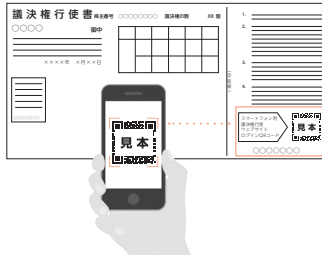 議決権行使書 株主番号 ○○○○○○○○ 議決権の数 XX 個
○○○○ 御中
××××年 ×月××日
1.
2.
3.
4.
スマートフォン用
議決権行使
ウェブサイト
ログインQRコード
見本
○○○○○○○
見本
○○○○○○○